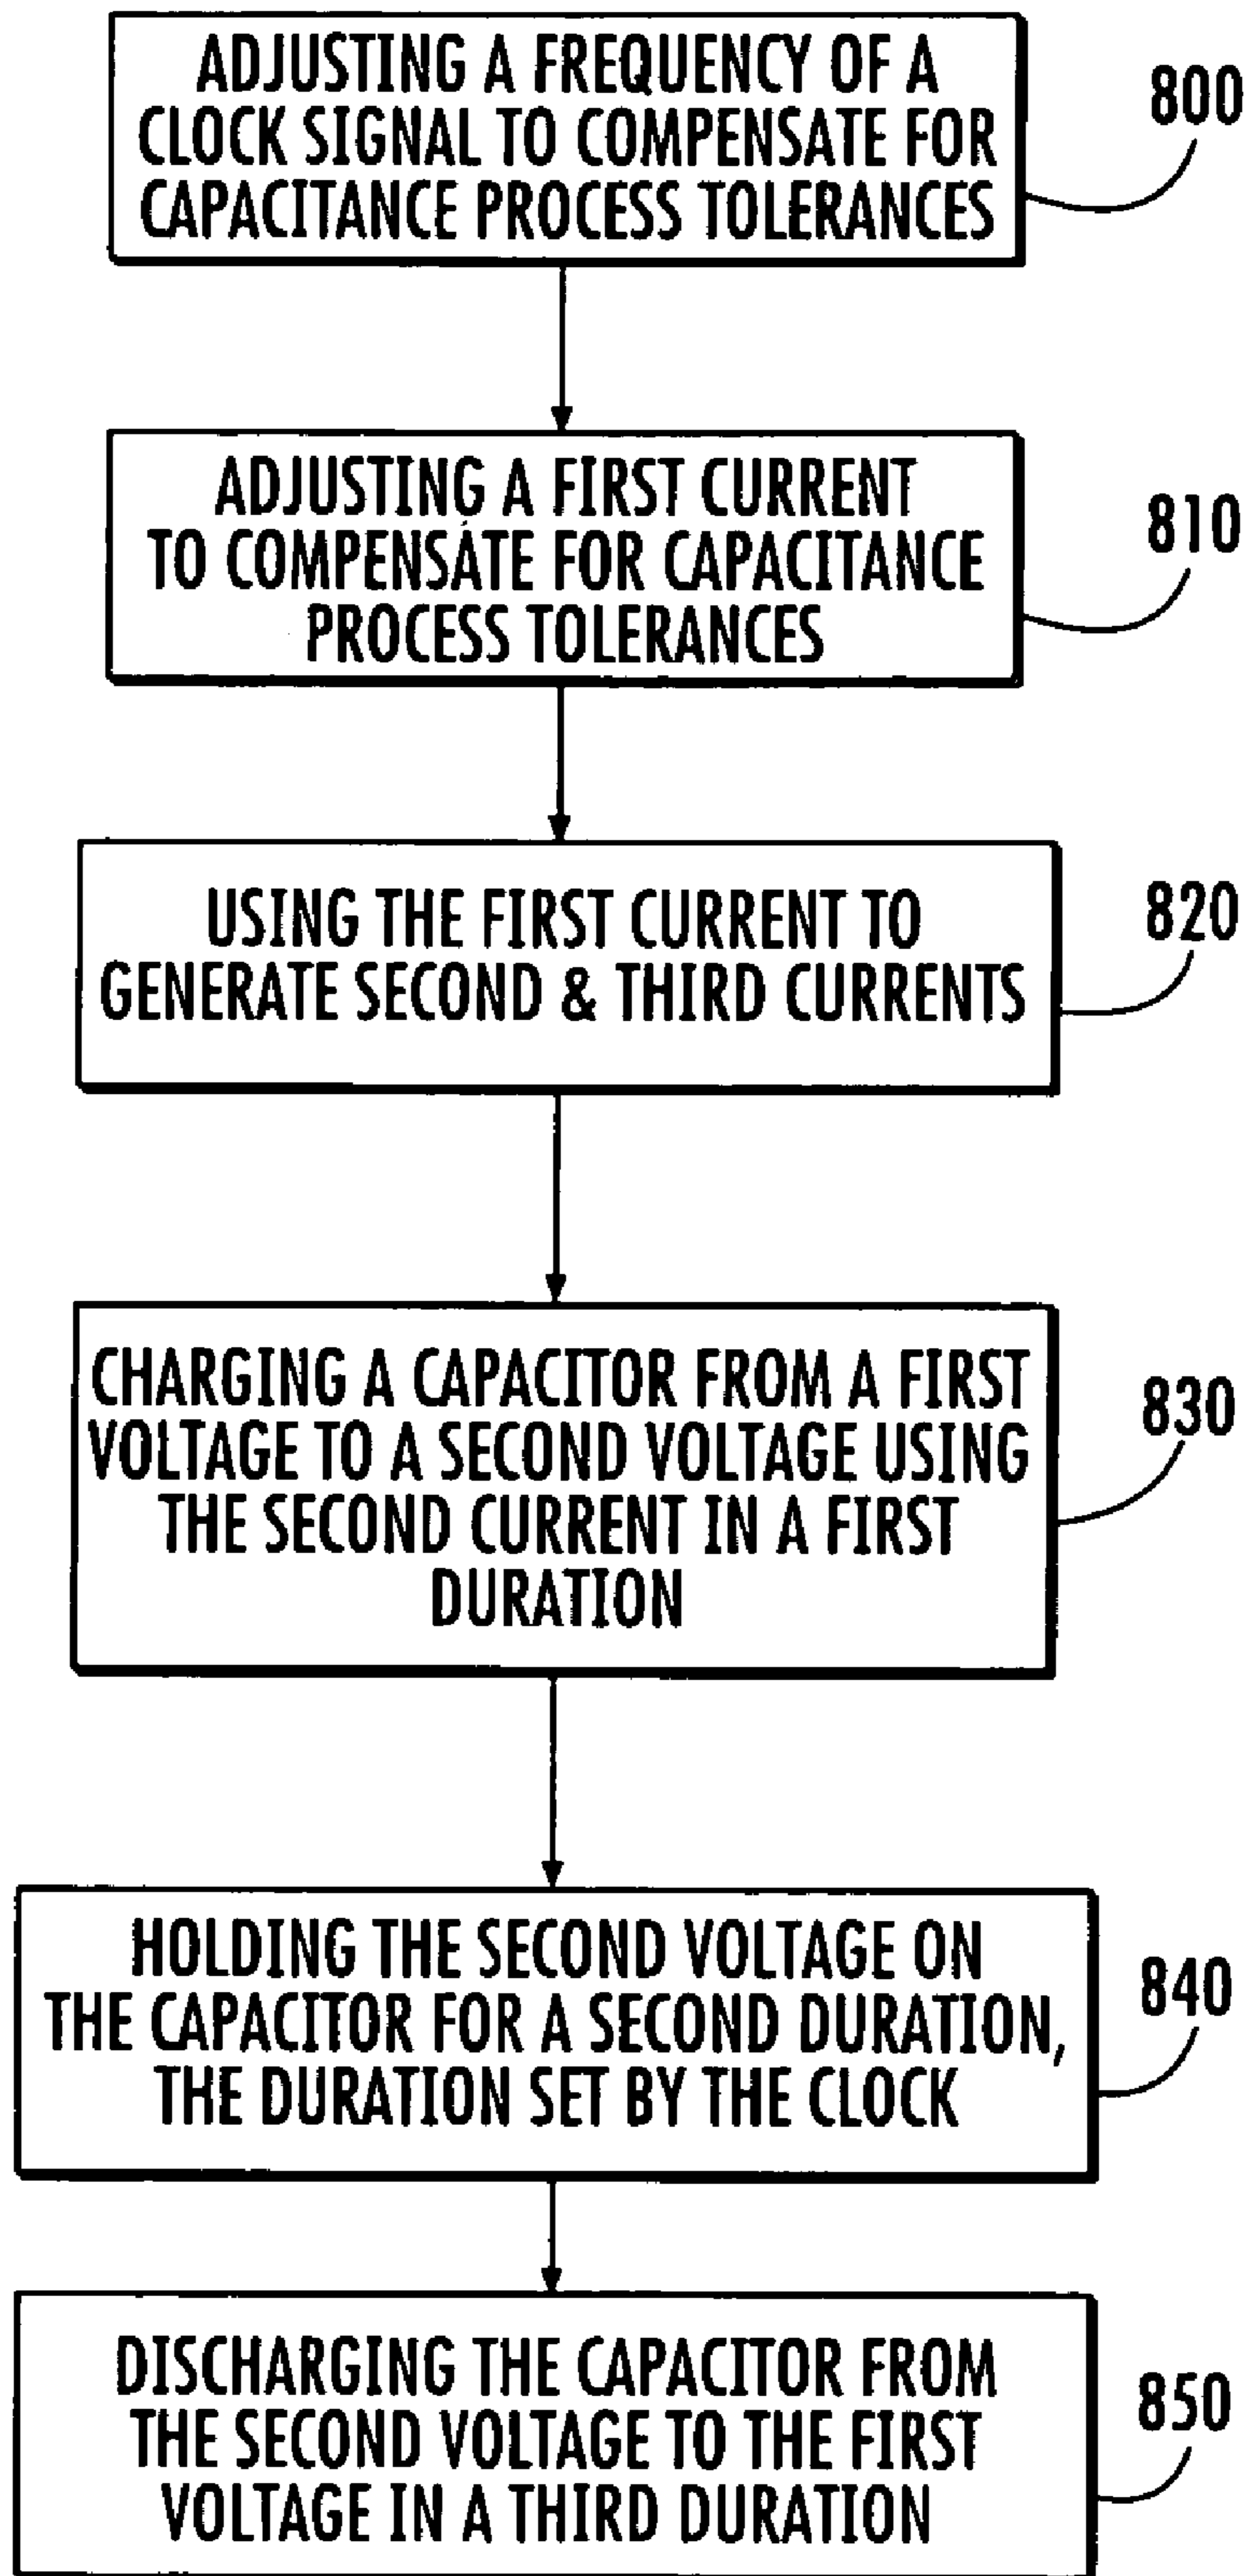 ADJUSTING A FREQUENCY OF A
CLOCK SIGNAL TO COMPENSATE FOR
CAPACITANCE PROCESS TOLERANCES
800
ADJUSTING A FIRST CURRENT
TO COMPENSATE FOR CAPACITANCE
PROCESS TOLERANCES
810
USING THE FIRST CURRENT TO
GENERATE SECOND & THIRD CURRENTS
820
CHARGING A CAPACITOR FROM A FIRST
VOLTAGE TO A SECOND VOLTAGE USING
THE SECOND CURRENT IN A FIRST
DURATION
830
HOLDING THE SECOND VOLTAGE ON
THE CAPACITOR FOR A SECOND DURATION,
THE DURATION SET BY THE CLOCK
840
DISCHARGING THE CAPACITOR FROM
THE SECOND VOLTAGE TO THE FIRST
VOLTAGE IN A THIRD DURATION
850